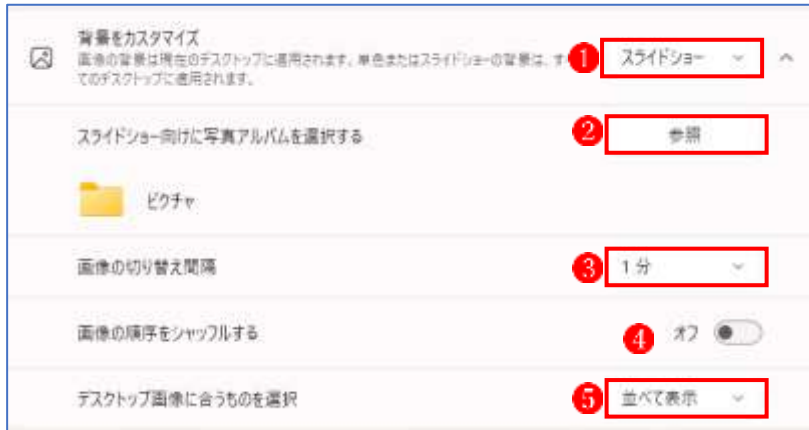 背景をカスタマイズ
画像の背景は現在のデスクトップに適用されます。単色またはスライドショーの背景は、す
べてのデスクトップに適用されます。
1 スライドショー
スライドショー向けに写真アルバムを選択する
2 参照
ピクチャ
画像の切り替え間隔
3 1 分
画像の順序をシャッフルする
4 オフ
デスクトップ画像に合うものを選択
5 並べて表示